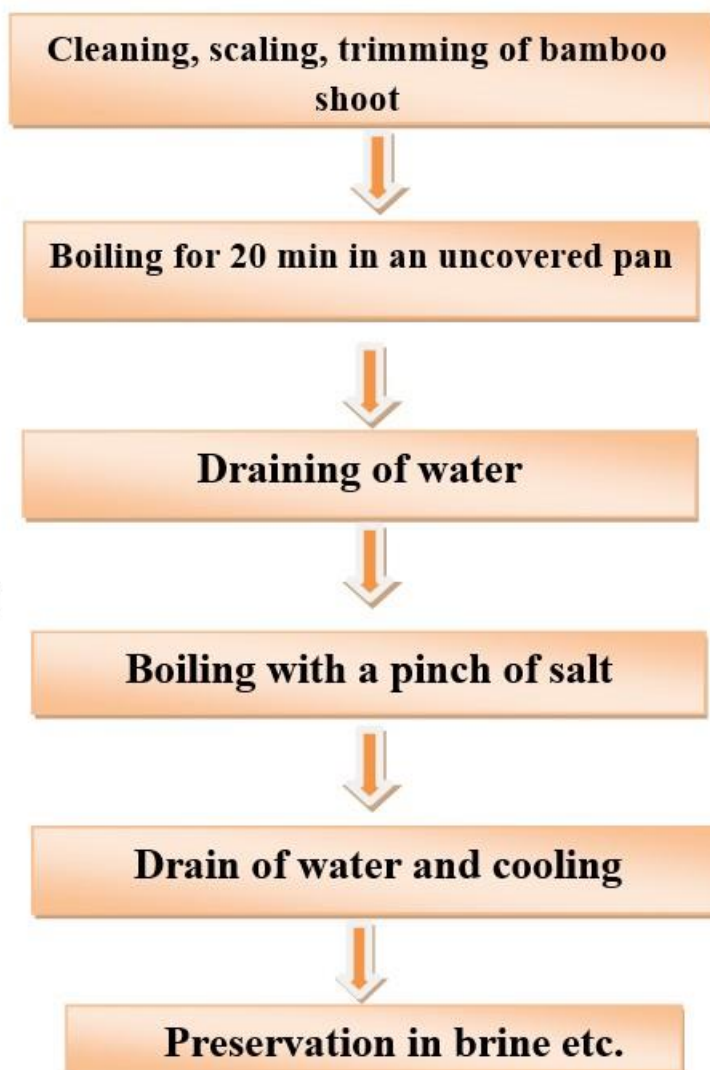 Cleaning, scaling, trimming of bamboo
shoot
Boiling for 20 min in an uncovered pan
Draining of water
Boiling with a pinch of salt
Drain of water and cooling
Preservation in brine etc.